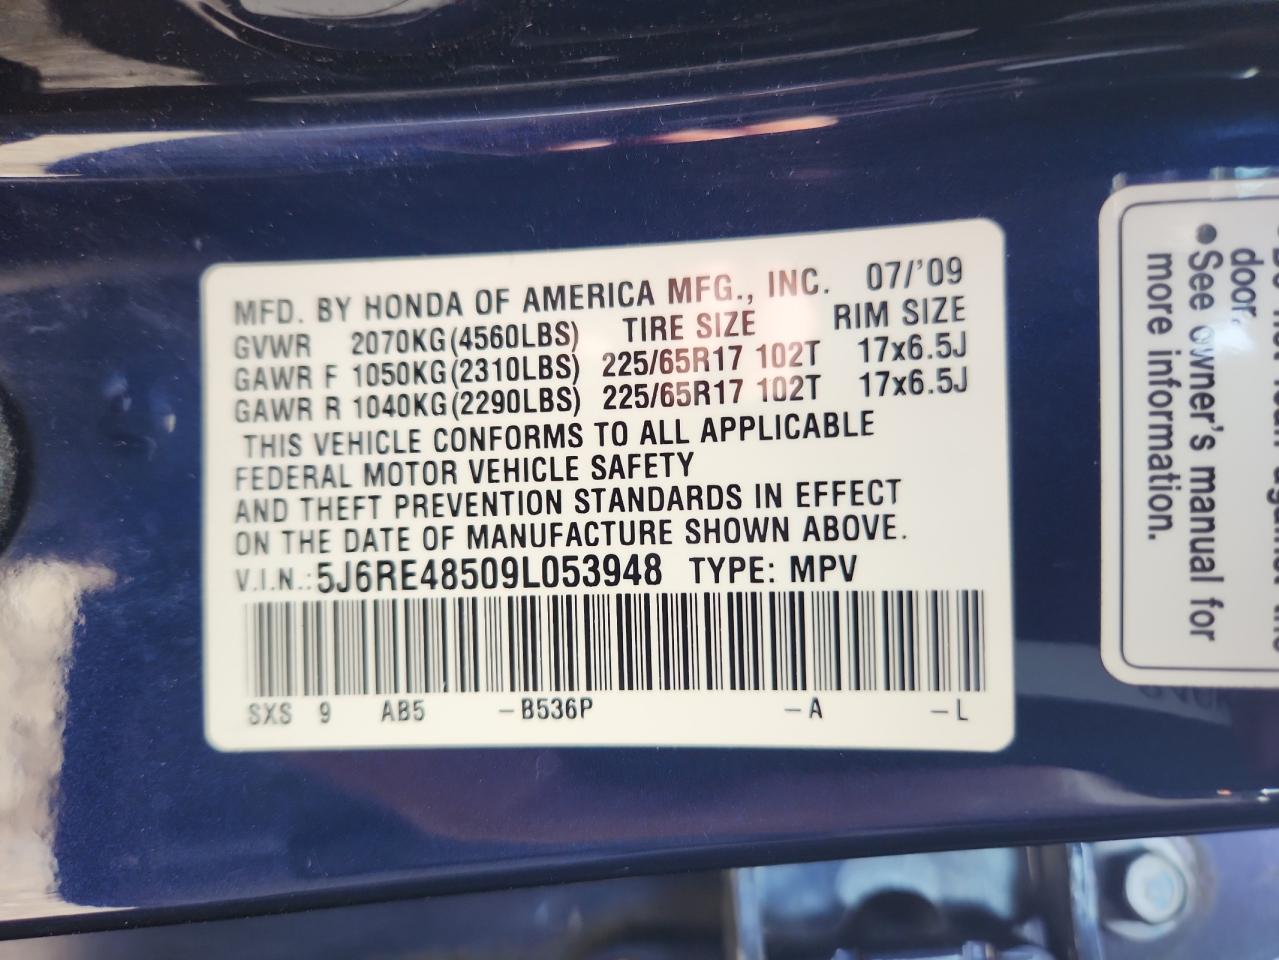 MFD. BY HONDA OF AMERICA MFG., INC. 07/'09
GVWR 2070KG(4560LBS) TIRE SIZE RIM SIZE
GAWR F 1050KG(2310LBS) 225/65R17 102T 17x6.5J
GAWR R 1040KG(2290LBS) 225/65R17 102T 17x6.5J
THIS VEHICLE CONFORMS TO ALL APPLICABLE
FEDERAL MOTOR VEHICLE SAFETY
AND THEFT PREVENTION STANDARDS IN EFFECT
ON THE DATE OF MANUFACTURE SHOWN ABOVE.
V.I.N.:5J6RE48509L053948 TYPE: MPV
SXS 9 AB5 -B536P -A -L
door.
●See owner's manual for
more information.